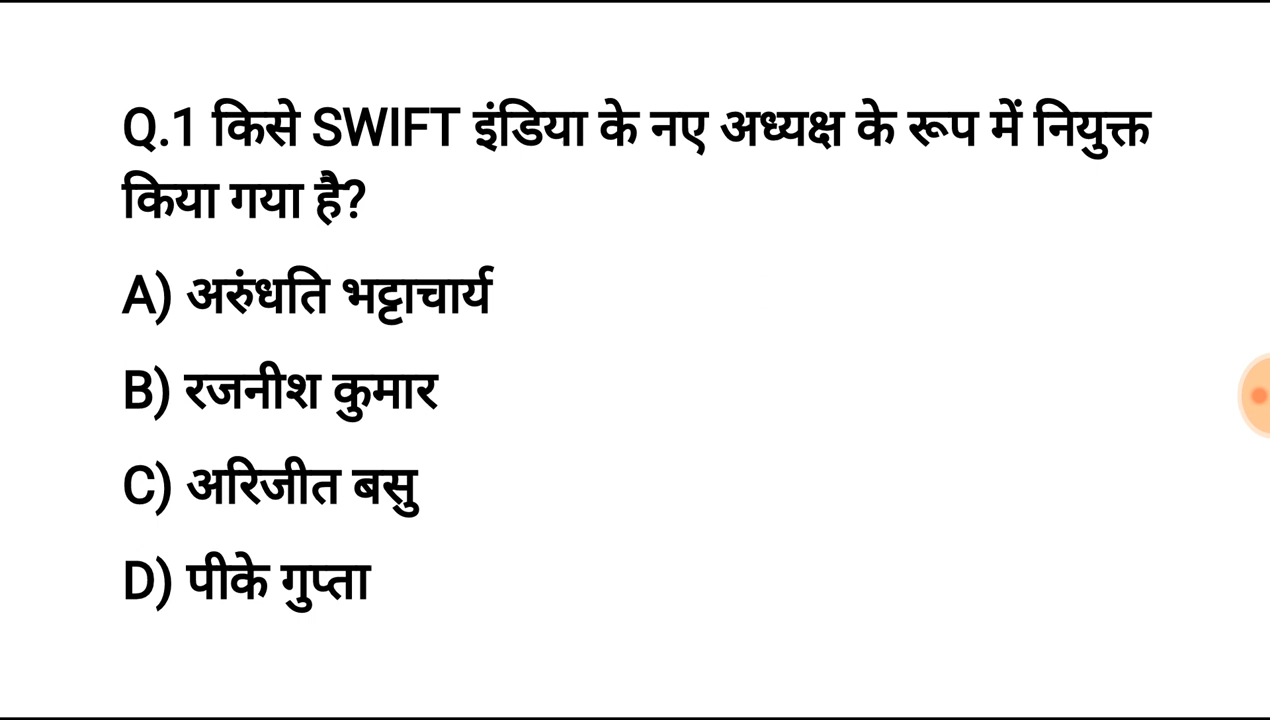 Q.1 किसे SWIFT इंडिया के नए अध्यक्ष के रूप में नियुक्त
किया गया है?
A) अरुंधति भट्टाचार्य
B) रजनीश कुमार
C) अरिजीत बसु
D) पीके गुप्ता